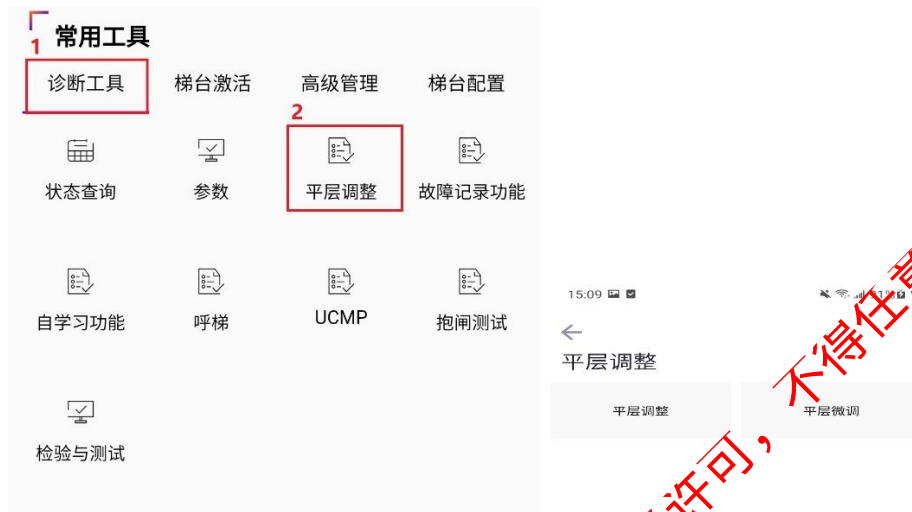 1 常用工具
诊断工具 梯台激活 高级管理 梯台配置
2
状态查询 参数 平层调整 故障记录功能
自学习功能 呼梯 UCMP 抱闸测试
检验与测试
15:09
平层调整
平层调整 平层微调
许可，不得任意